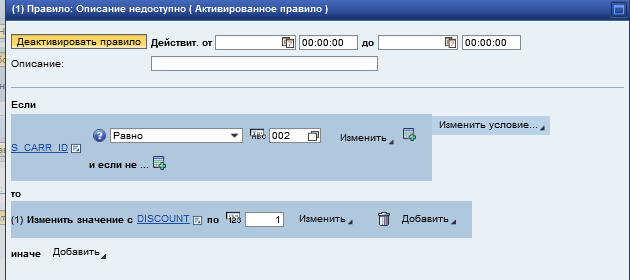 (1) Правило: Описание недоступно ( Активированное правило )
Деактивировать правило Действит. от 00:00:00 до 00:00:00
Описание:
Если
Равно ABC 002 Изменить Изменить условие...
S_CARR_ID
и если не ...
то
(1) Изменить значение с DISCOUNT по 123 1 Изменить Добавить
иначе Добавить